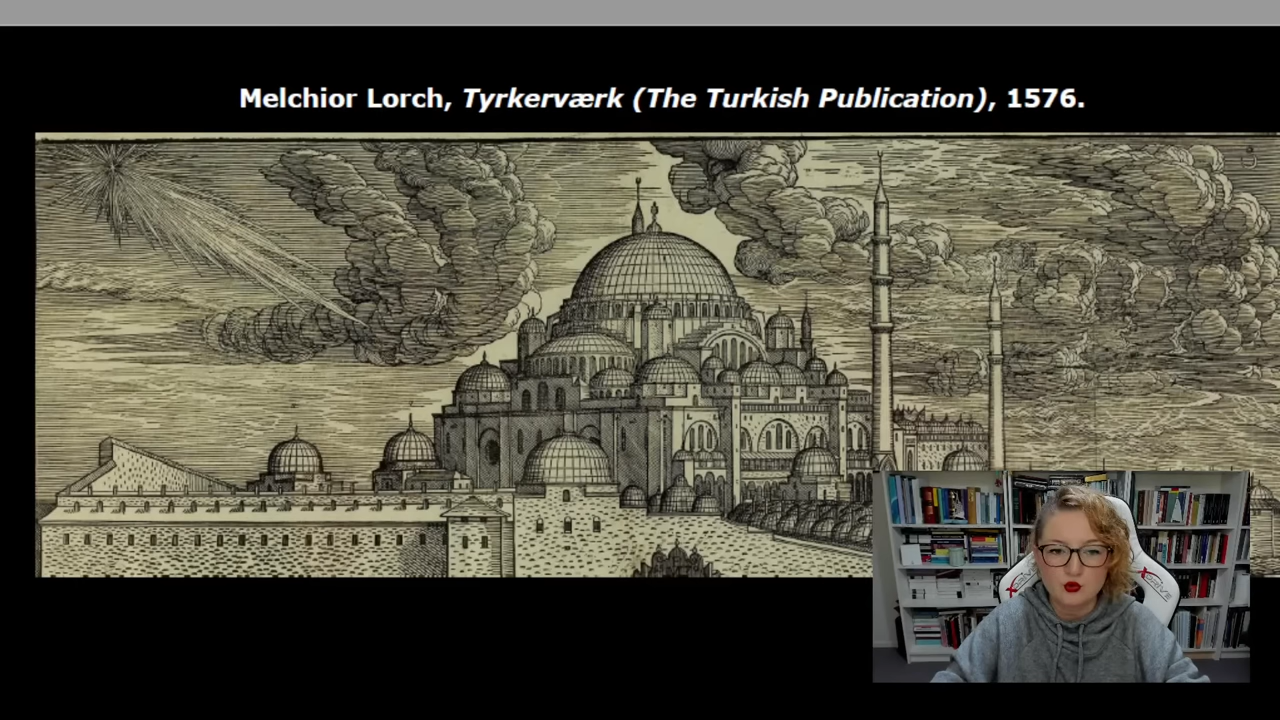 Melchior Lorch, Tyrkerværk (The Turkish Publication), 1576.